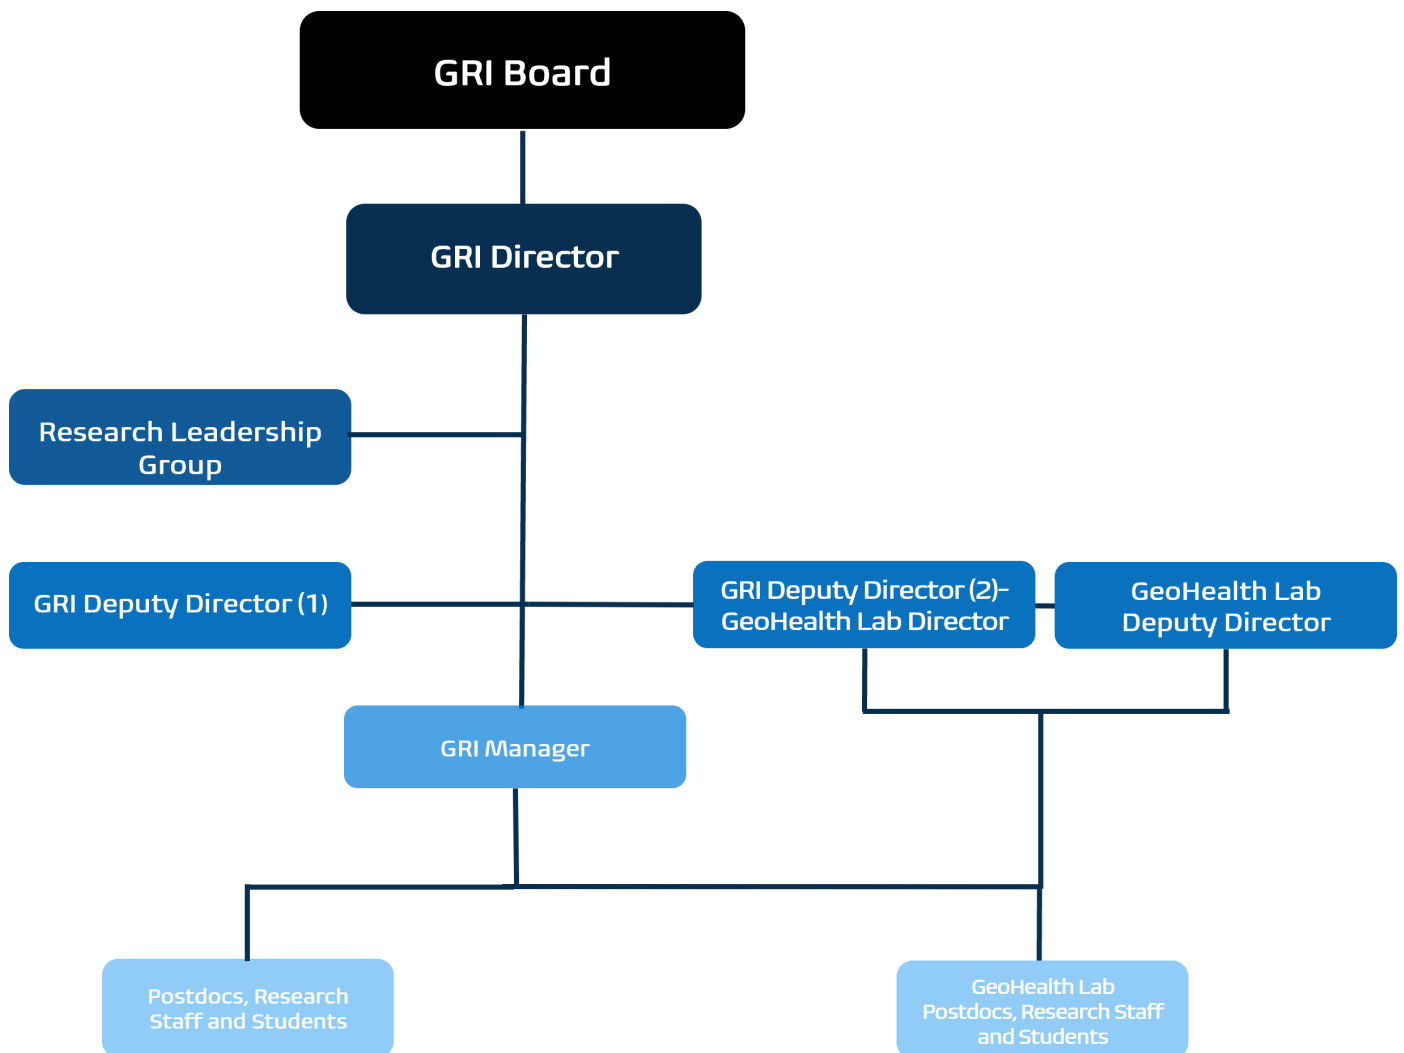 GRI Board
GRI Director
Research Leadership
Group
GRI Deputy Director (1)
GRI Deputy Director (2)-
GeoHealth Lab Director
GeoHealth Lab
Deputy Director
GRI Manager
Postdocs, Research
Staff and Students
GeoHealth Lab
Postdocs, Research Staff
and Students